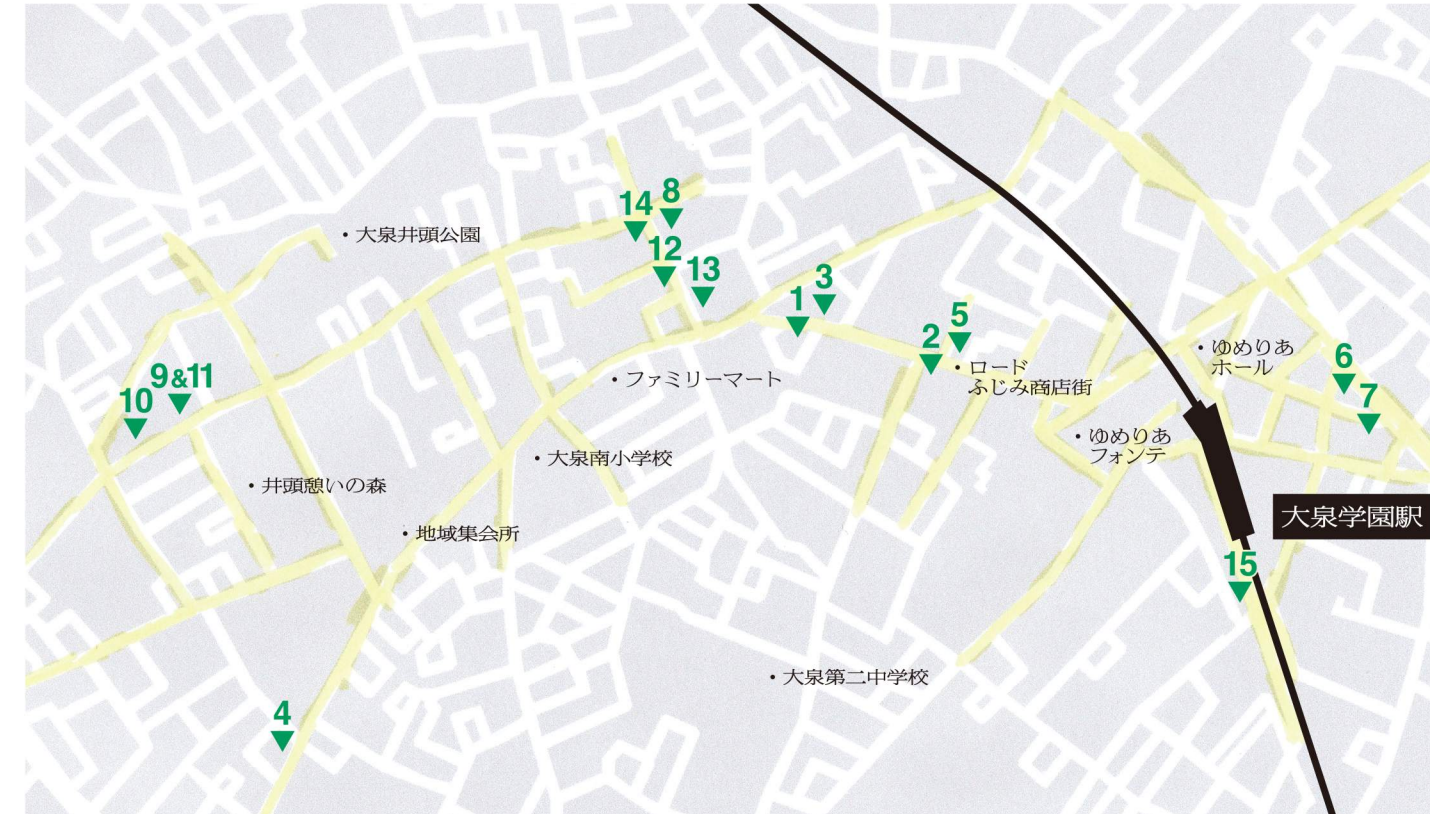 14
8
・大泉井頭公園
12
13
3
1
5
2
・ロード
ふじみ商店街
・ゆめりあ
ホール
6
7
9&11
10
・ファミリーマート
・ゆめりあ
フォンテ
・大泉南小学校
・井頭憩いの森
・地域集会所
大泉学園駅
15
・大泉第二中学校
4